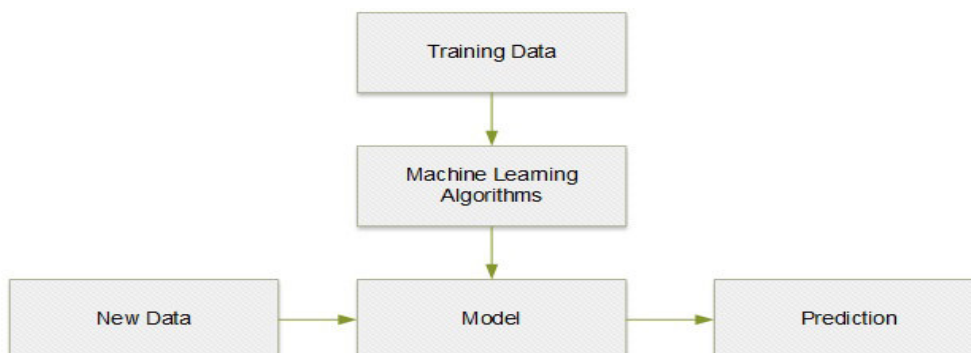 Training Data
Machine Learning
Algorithms
New Data
Model
Prediction